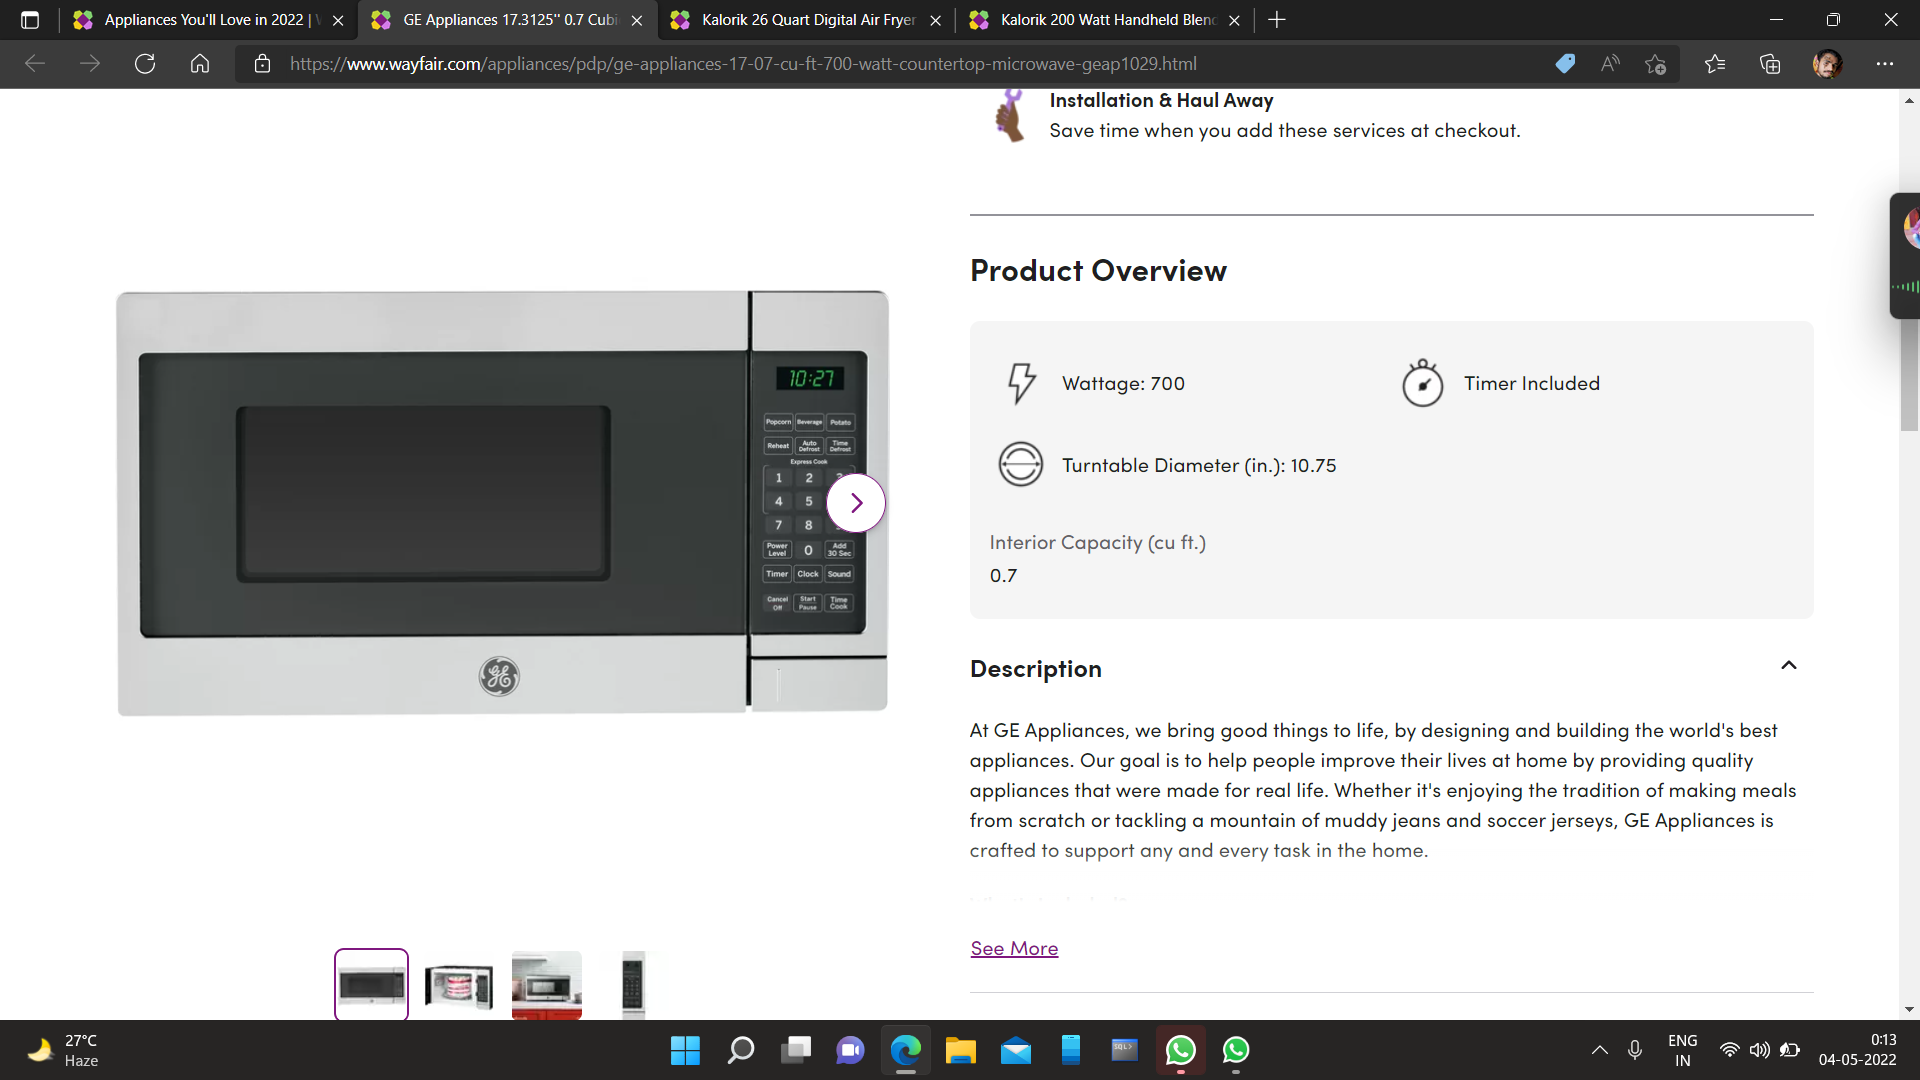 Appliances You'll Love in 2022 |
GE Appliances 17.3125'' 0.7 Cubi
Kalorik 26 Quart Digital Air Fryer
Kalorik 200 Watt Handheld Blend
https://www.wayfair.com/appliances/pdp/ge-appliances-17-07-cu-ft-700-watt-countertop-microwave-geap1029.html
Installation & Haul Away
Save time when you add these services at checkout.
Product Overview
Wattage: 700
Timer Included
Turntable Diameter (in.): 10.75
Interior Capacity (cu ft.)
0.7
Description
At GE Appliances, we bring good things to life, by designing and building the world's best
appliances. Our goal is to help people improve their lives at home by providing quality
appliances that were made for real life. Whether it's enjoying the tradition of making meals
from scratch or tackling a mountain of muddy jeans and soccer jerseys, GE Appliances is
crafted to support any and every task in the home.
See More
10:27
Popcorn Beverage Potato
Reheat Auto Defrost Time Defrost
Express Cook
1 2
4 5
7 8
Power Level 0 Add 30 Sec
Timer Clock Sound
Cancel Off Start Pause Time Cook
GE
27°C
Haze
SQL>
ENG
IN
0:13
04-05-2022